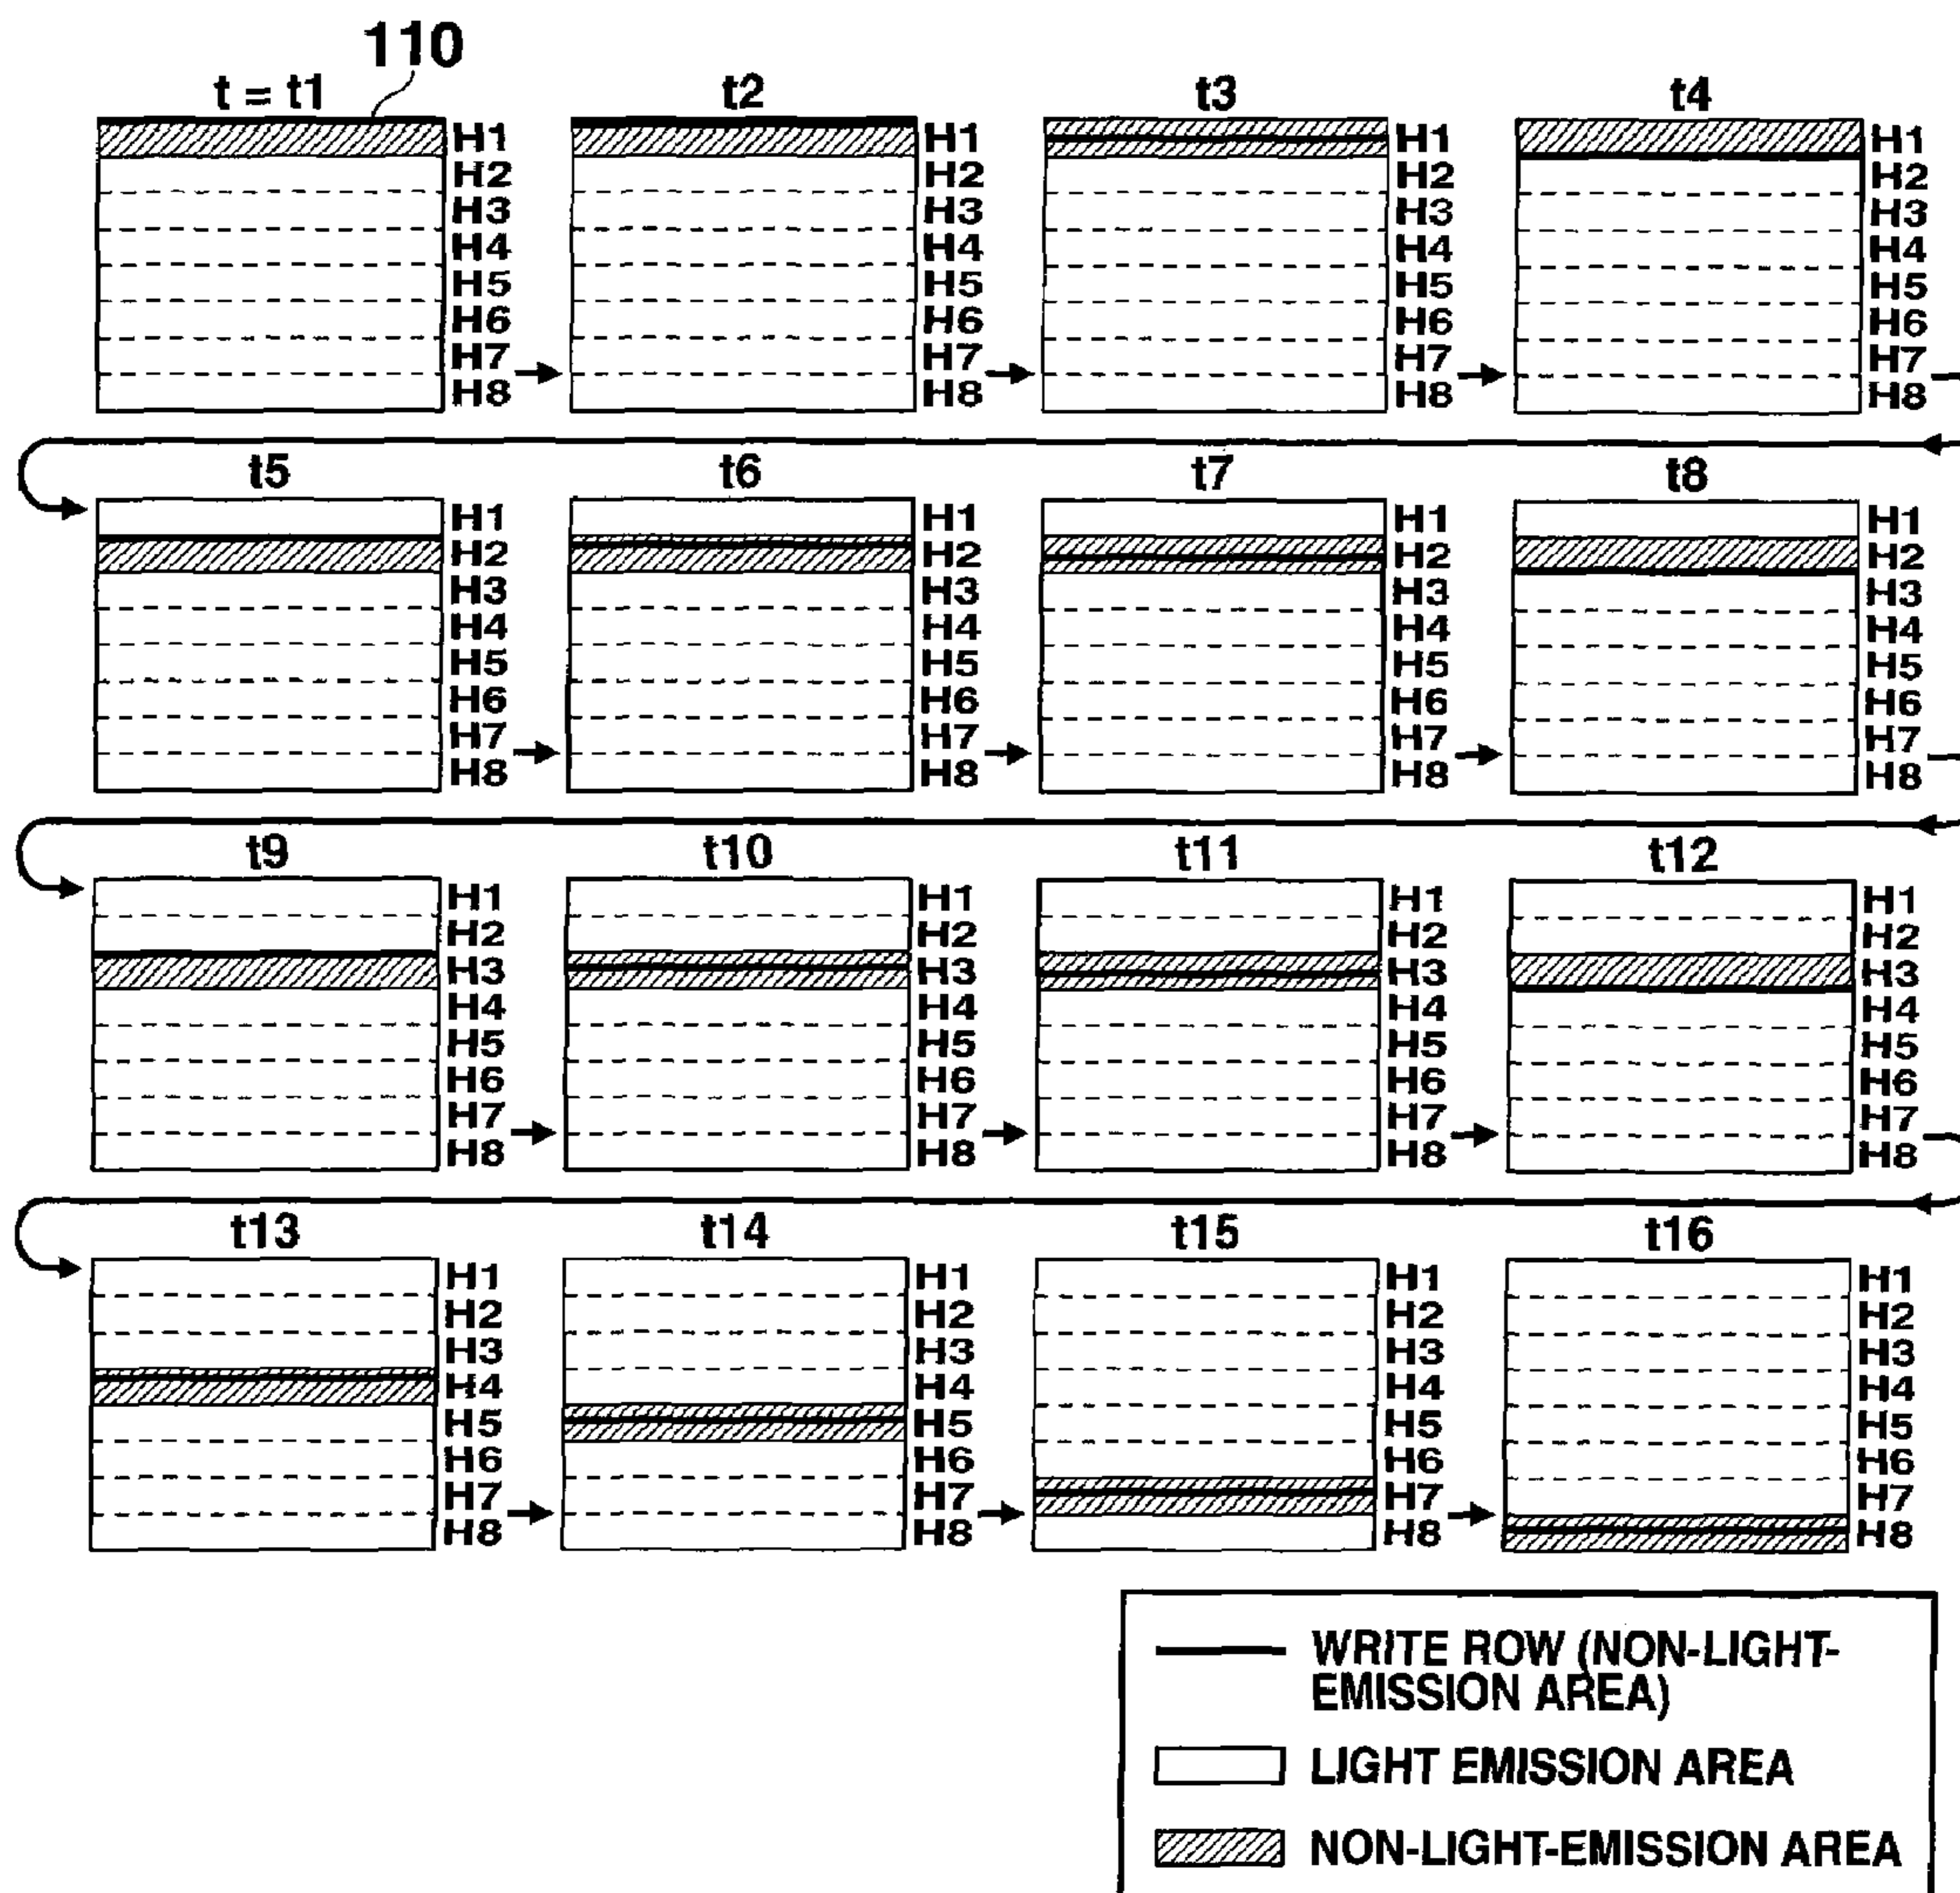 110
t = t1 t2 t3 t4
H1 H1 H1 H1
H2 H2 H2 H2
H3 H3 H3 H3
H4 H4 H4 H4
H5 H5 H5 H5
H6 H6 H6 H6
H7 H7 H7 H7
H8 H8 H8 H8
t5 t6 t7 t8
H1 H1 H1 H1
H2 H2 H2 H2
H3 H3 H3 H3
H4 H4 H4 H4
H5 H5 H5 H5
H6 H6 H6 H6
H7 H7 H7 H7
H8 H8 H8 H8
t9 t10 t11 t12
H1 H1 H1 H1
H2 H2 H2 H2
H3 H3 H3 H3
H4 H4 H4 H4
H5 H5 H5 H5
H6 H6 H6 H6
H7 H7 H7 H7
H8 H8 H8 H8
t13 t14 t15 t16
H1 H1 H1 H1
H2 H2 H2 H2
H3 H3 H3 H3
H4 H4 H4 H4
H5 H5 H5 H5
H6 H6 H6 H6
H7 H7 H7 H7
H8 H8 H8 H8
WRITE ROW (NON-LIGHT-
EMISSION AREA)
LIGHT EMISSION AREA
NON-LIGHT-EMISSION AREA